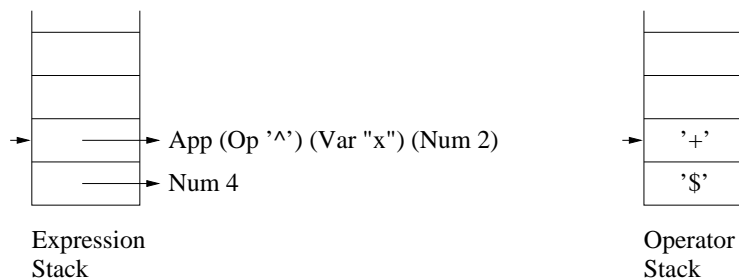 App (Op ’^’) (Var "x") (Num 2)
’+’
Num 4
’$’
Expression
Stack
Operator
Stack